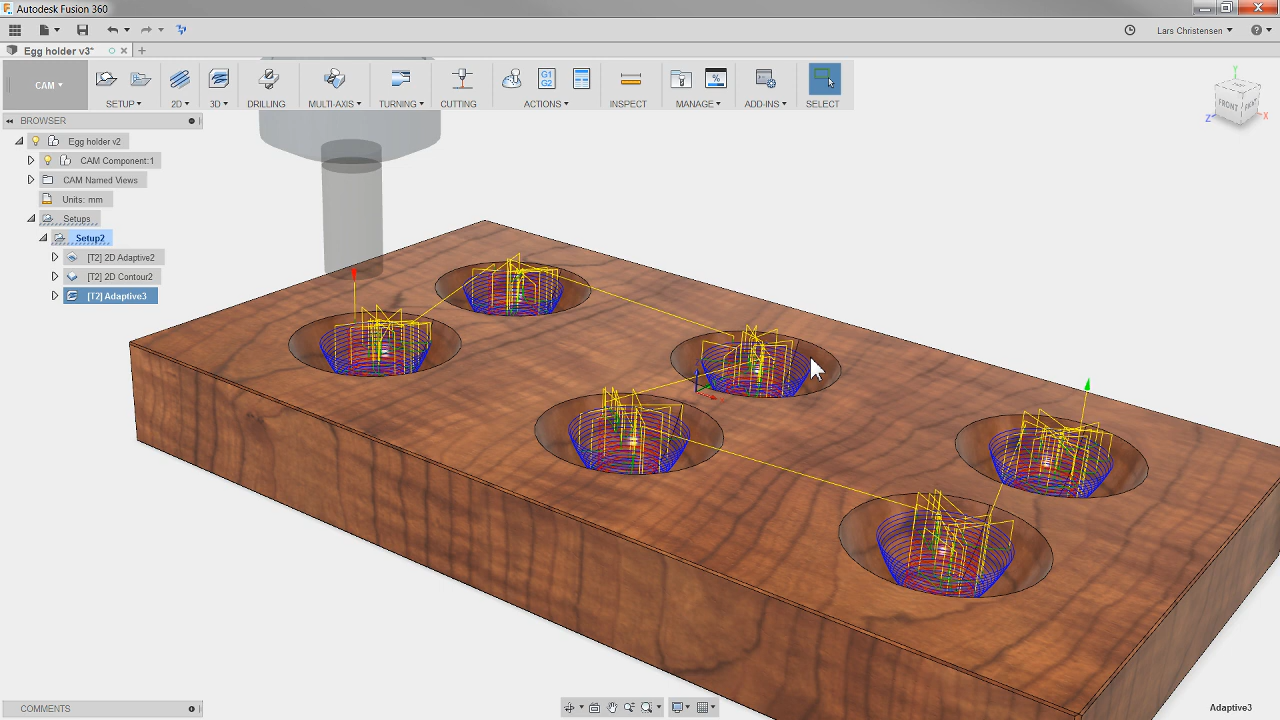 Autodesk Fusion 360
Lars Christensen
Egg holder v3*
CAM
SETUP
2D
3D
DRILLING
MULTI-AXIS
TURNING
CUTTING
G1
G2
ACTIONS
INSPECT
MANAGE
ADD-INS
SELECT
BROWSER
Egg holder v2
CAM Component:1
CAM Named Views
Units: mm
Setups
Setup2
[T2] 2D Adaptive2
[T2] 2D Contour2
[T2] Adaptive3
Y
FRONT
Z
X
COMMENTS
Adaptive3